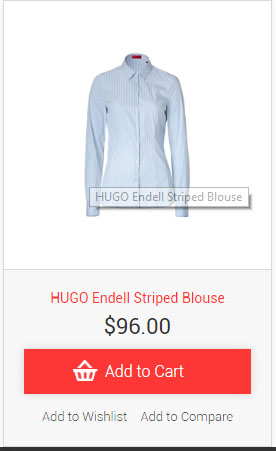 HUGO Endell Striped Blouse
HUGO Endell Striped Blouse
$96.00
Add to Cart
Add to Wishlist Add to Compare